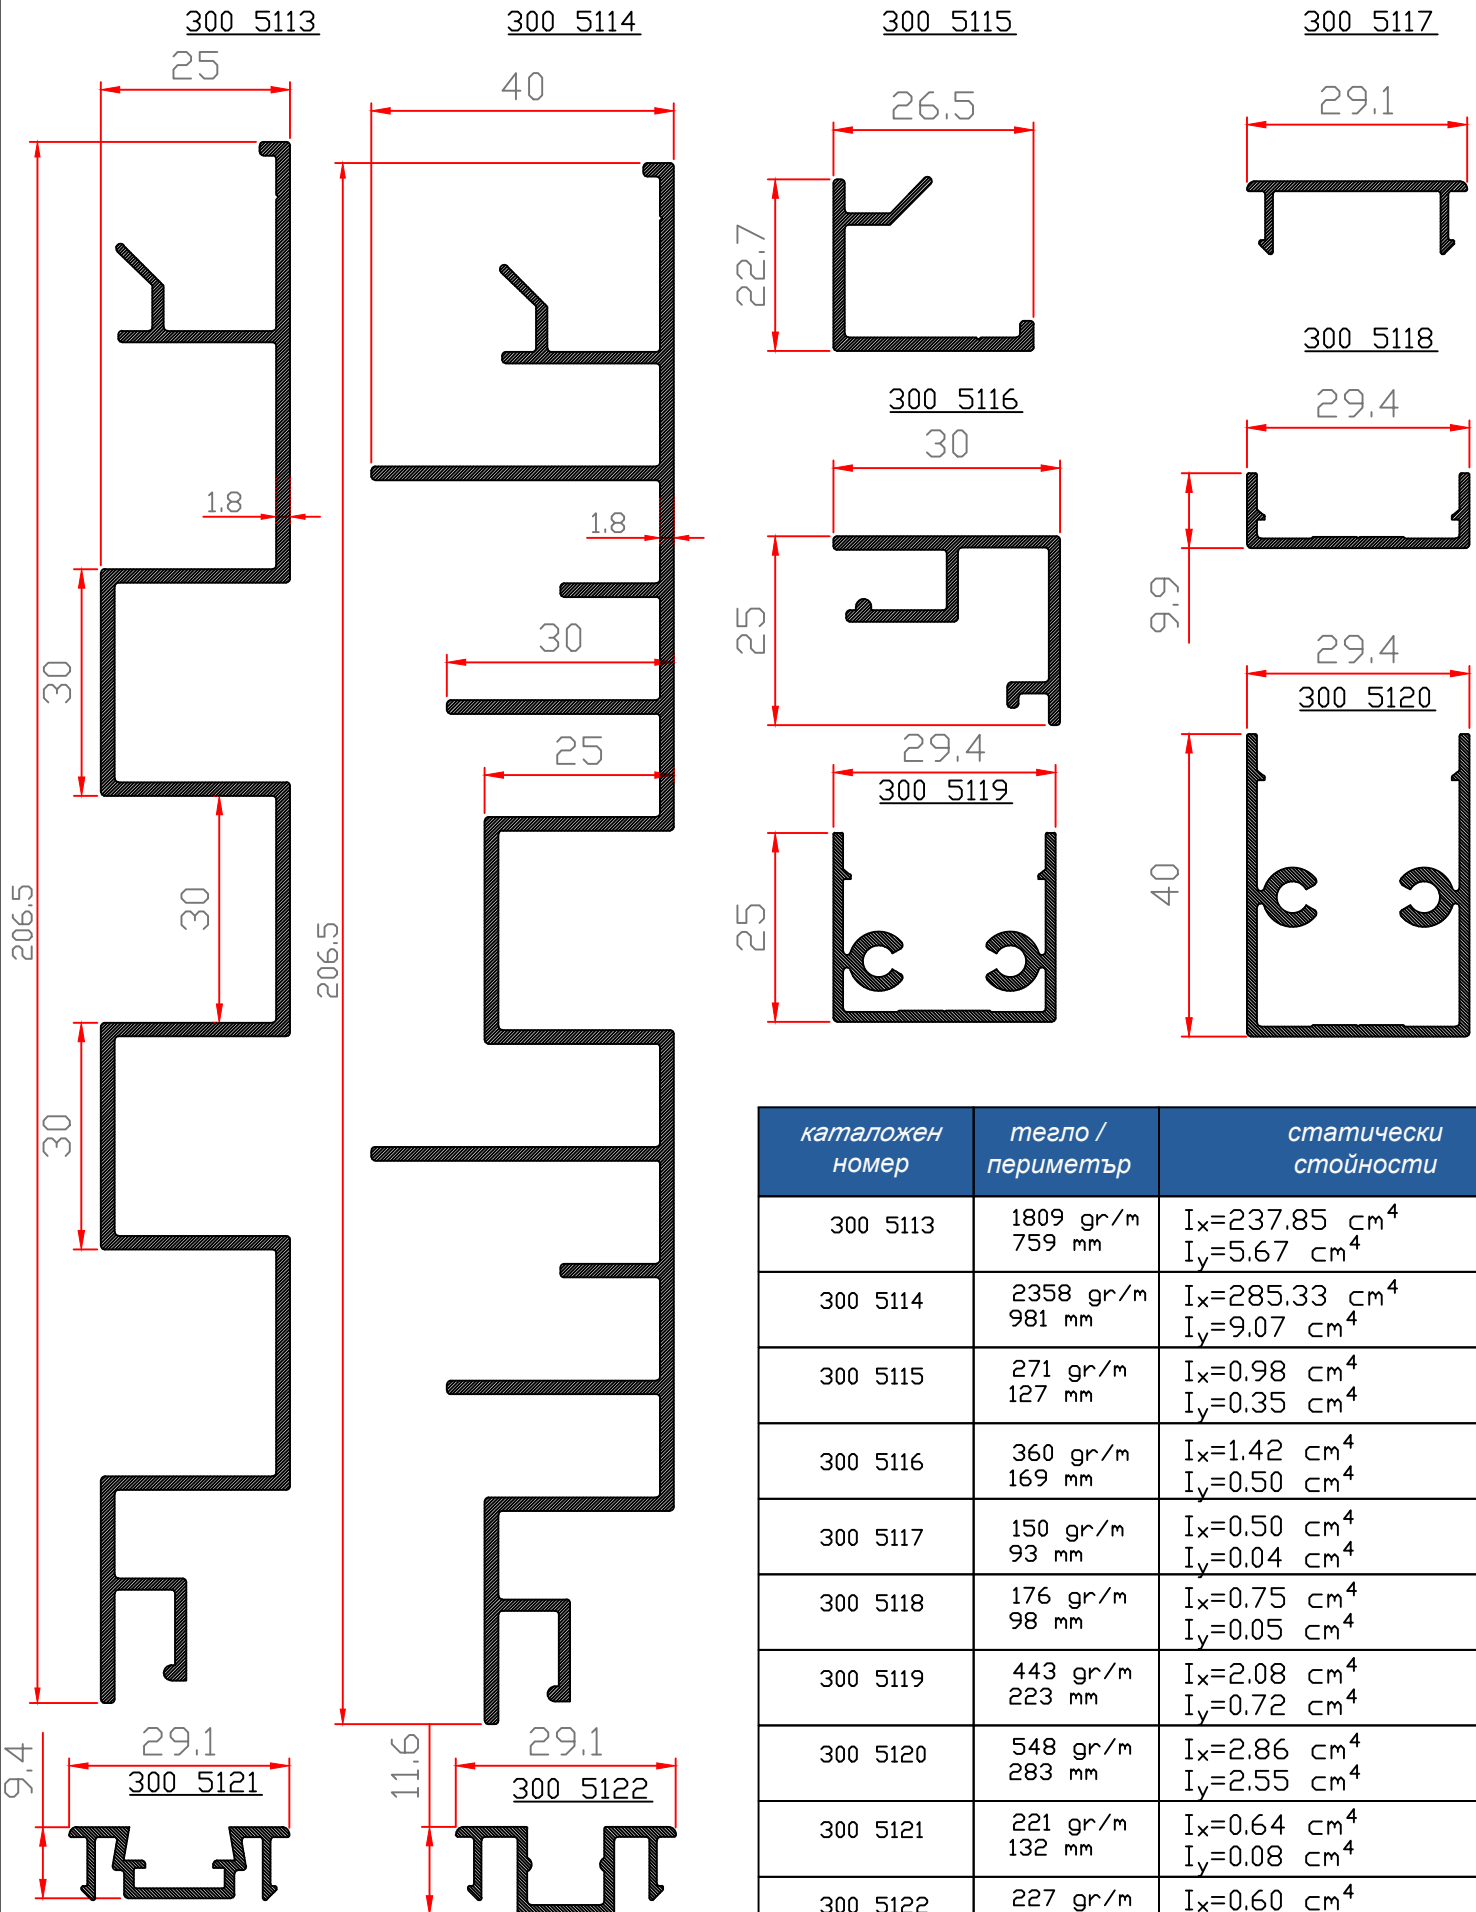 300 5113
300 5114
300 5115
300 5117
25
40
26.5
29.1
22.7
300 5118
300 5116
29.4
30
1.8
1.8
9.9
25
30
30
29.4
300 5120
25
29.4
300 5119
40
206.5
30
25
206.5
30
каталожен номер
тегло / периметър
статически стойности
300 5113
1809 gr/m
759 mm
Ix=237.85 cm⁴
Iy=5.67 cm⁴
300 5114
2358 gr/m
981 mm
Ix=285.33 cm⁴
Iy=9.07 cm⁴
300 5115
271 gr/m
127 mm
Ix=0.98 cm⁴
Iy=0.35 cm⁴
300 5116
360 gr/m
169 mm
Ix=1.42 cm⁴
Iy=0.50 cm⁴
300 5117
150 gr/m
93 mm
Ix=0.50 cm⁴
Iy=0.04 cm⁴
300 5118
176 gr/m
98 mm
Ix=0.75 cm⁴
Iy=0.05 cm⁴
300 5119
443 gr/m
223 mm
Ix=2.08 cm⁴
Iy=0.72 cm⁴
300 5120
548 gr/m
283 mm
Ix=2.86 cm⁴
Iy=2.55 cm⁴
300 5121
221 gr/m
132 mm
Ix=0.64 cm⁴
Iy=0.08 cm⁴
300 5122
227 gr/m
Ix=0.60 cm⁴
9.4
29.1
300 5121
11.6
29.1
300 5122